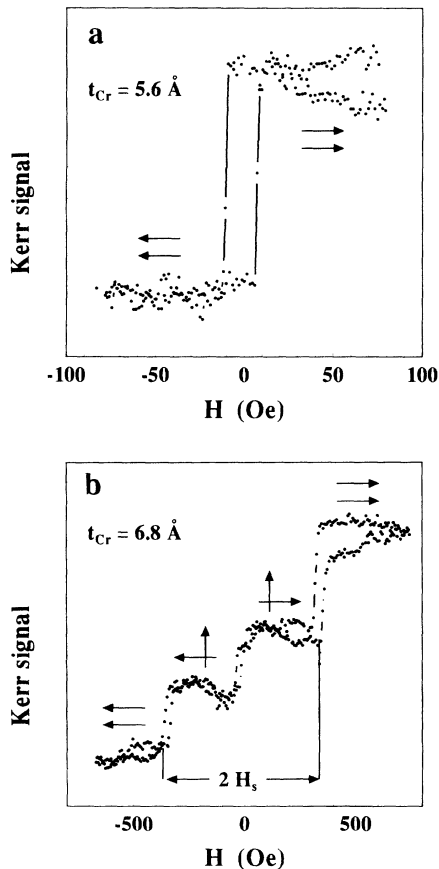 a
t_Cr = 5.6 Å
Kerr signal
-100 -50 0 50 100
H (Oe)
b
t_Cr = 6.8 Å
Kerr signal
2 H_s
-500 0 500
H (Oe)